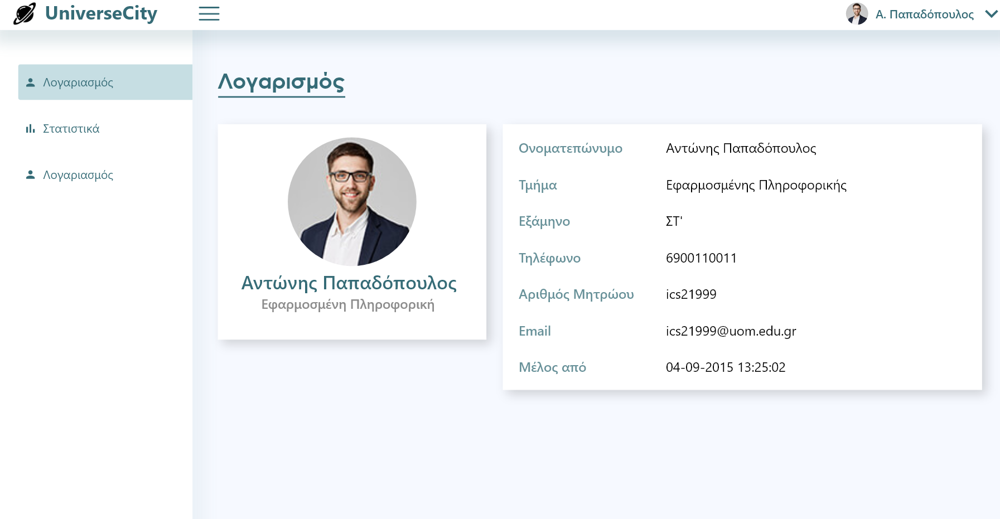 UniverseCity
Α. Παπαδόπουλος
Λογαριασμός
Στατιστικά
Λογαριασμός
Λογαρισμός
Αντώνης Παπαδόπουλος
Εφαρμοσμένη Πληροφορική
Ονοματεπώνυμο Αντώνης Παπαδόπουλος
Τμήμα Εφαρμοσμένης Πληροφορικής
Εξάμηνο ΣΤ'
Τηλέφωνο 6900110011
Αριθμός Μητρώου ics21999
Email ics21999@uom.edu.gr
Μέλος από 04-09-2015 13:25:02